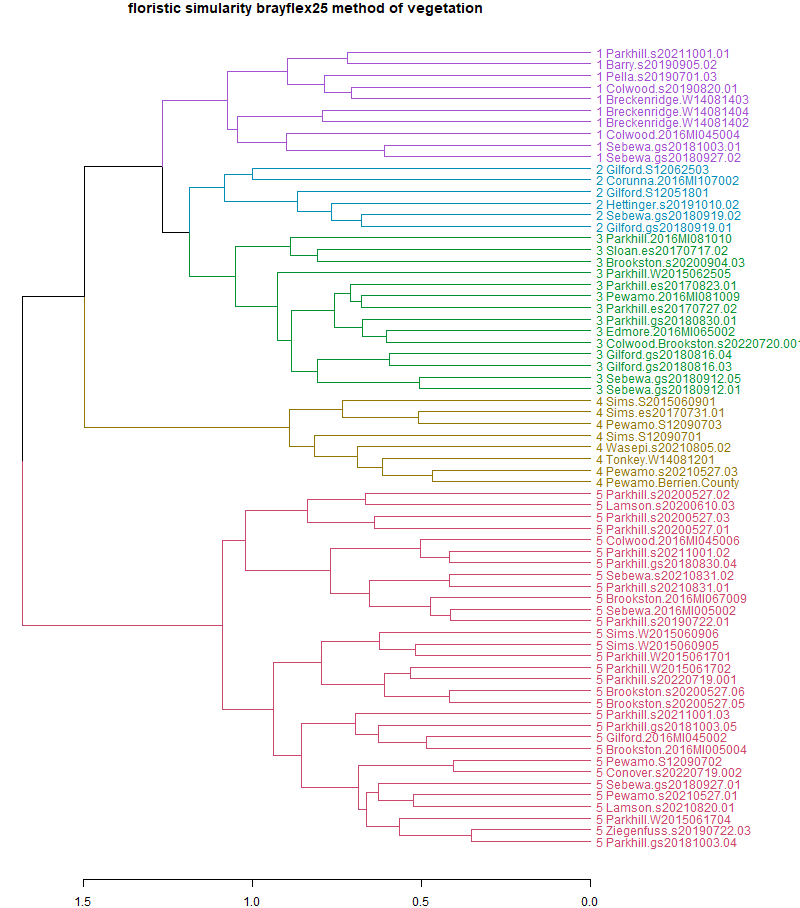 floristic simularity brayflex25 method of vegetation
1 Parkhill.s20211001.01
1 Barry.s20190905.02
1 Pella.s20190701.03
1 Colwood.s20190820.01
1 Breckenridge.W14081403
1 Breckenridge.W14081404
1 Breckenridge.W14081402
1 Colwood.2016MI045004
1 Sebewa.gs20181003.01
1 Sebewa.gs20180927.02
2 Gilford.S12062503
2 Corunna.2016MI107002
2 Gilford.S12051801
2 Hettinger.s20191010.02
2 Sebewa.gs20180919.02
2 Gilford.gs20180919.01
3 Parkhill.2016MI081010
3 Sloan.es20170717.02
3 Brookston.s20200904.03
3 Parkhill.W2015062505
3 Parkhill.es20170823.01
3 Pewamo.2016MI081009
3 Parkhill.es20170727.02
3 Parkhill.gs20180830.01
3 Edmore.2016MI065002
3 Colwood.Brookston.s20220720.001
3 Gilford.gs20180816.04
3 Gilford.gs20180816.03
3 Sebewa.gs20180912.05
3 Sebewa.gs20180912.01
4 Sims.S2015060901
4 Sims.es20170731.01
4 Pewamo.S12090703
4 Sims.S12090701
4 Wasepi.s20210805.02
4 Tonkey.W14081201
4 Pewamo.s20210527.03
4 Pewamo.Berrien.County
5 Parkhill.s20200527.02
5 Lamson.s20200610.03
5 Parkhill.s20200527.03
5 Parkhill.s20200527.01
5 Colwood.2016MI045006
5 Parkhill.s20211001.02
5 Parkhill.gs20180830.04
5 Sebewa.s20210831.02
5 Parkhill.s20210831.01
5 Brookston.2016MI067009
5 Sebewa.2016MI005002
5 Parkhill.s20190722.01
5 Sims.W2015060906
5 Sims.W2015060905
5 Parkhill.W2015061701
5 Parkhill.W2015061702
5 Parkhill.s20220719.001
5 Brookston.s20200527.06
5 Brookston.s20200527.05
5 Parkhill.s20211001.03
5 Parkhill.gs20181003.05
5 Gilford.2016MI045002
5 Brookston.2016MI005004
5 Pewamo.S12090702
5 Conover.s20220719.002
5 Sebewa.gs20180927.01
5 Pewamo.s20210527.01
5 Lamson.s20210820.01
5 Parkhill.W2015061704
5 Ziegenfuss.s20190722.03
5 Parkhill.gs20181003.04
1.5 1.0 0.5 0.0